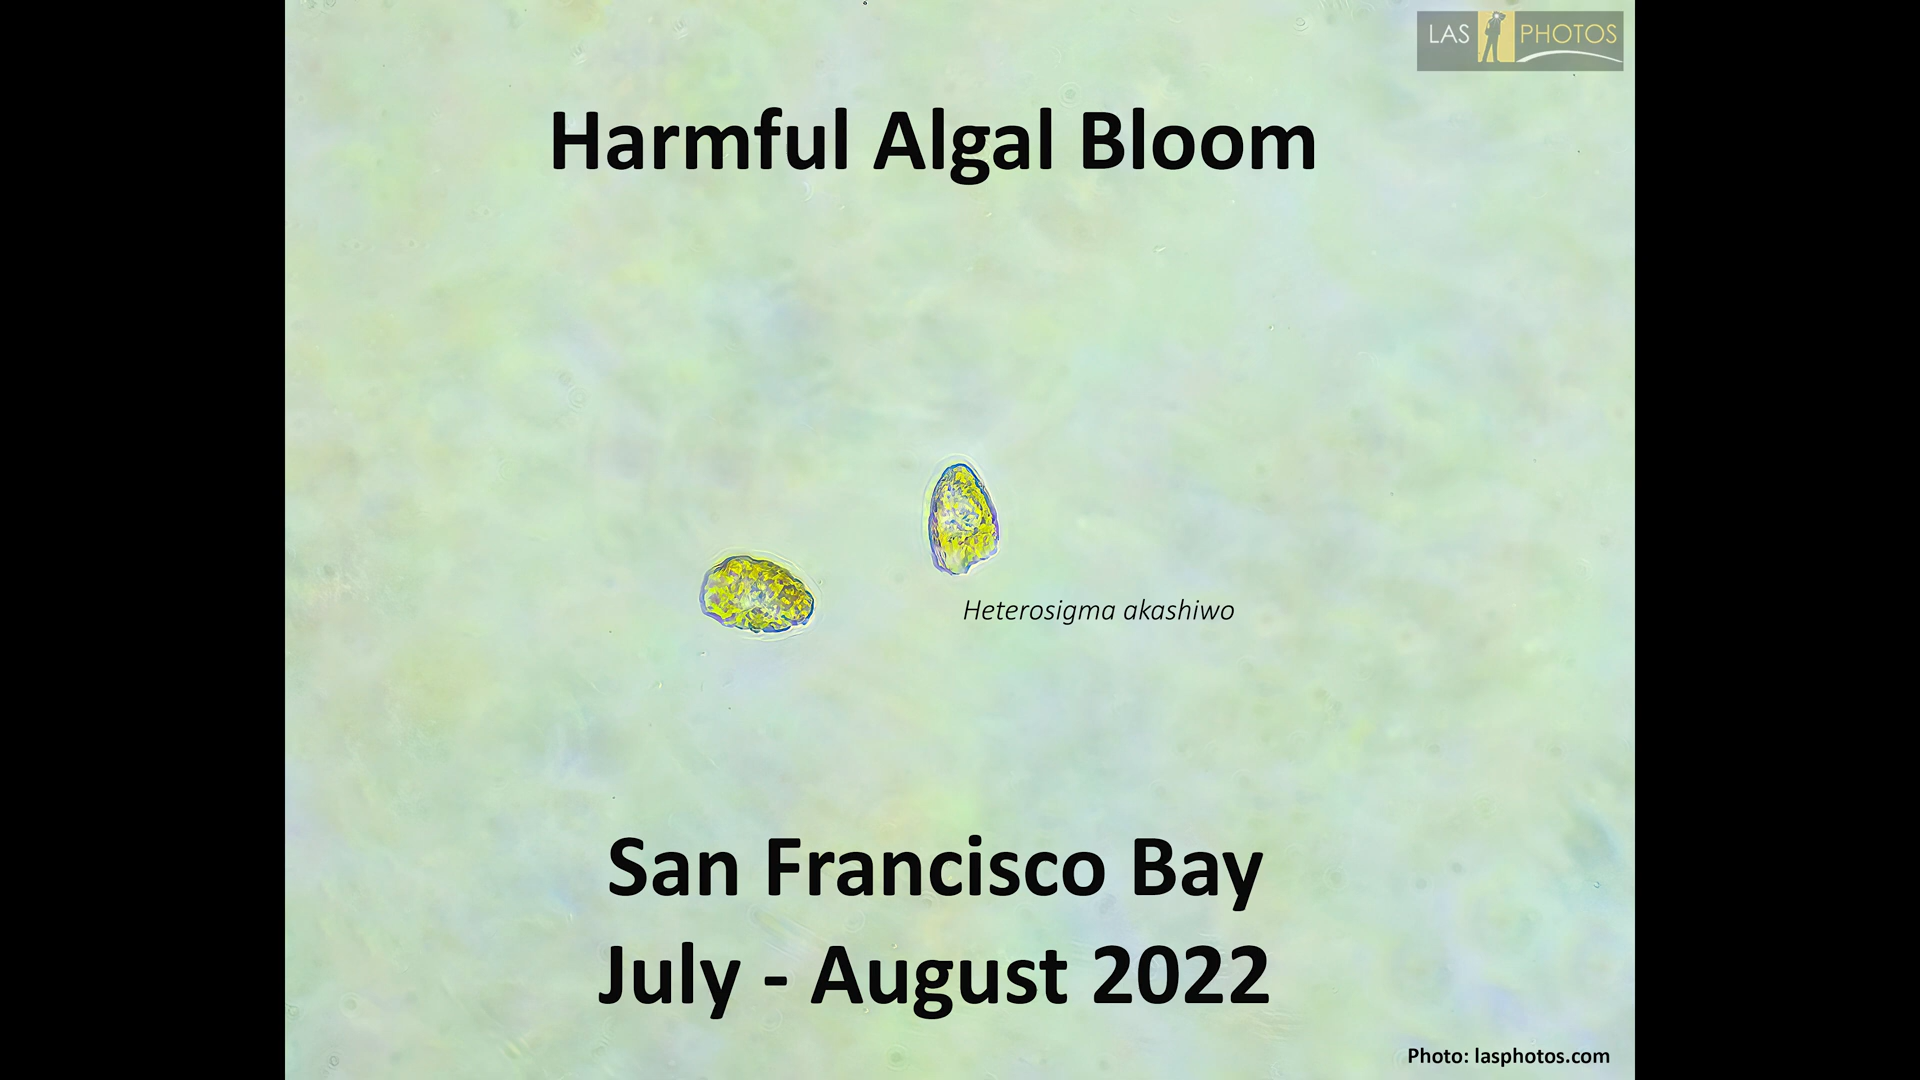 LAS PHOTOS
Harmful Algal Bloom
Heterosigma akashiwo
San Francisco Bay
July - August 2022
Photo: lasphotos.com